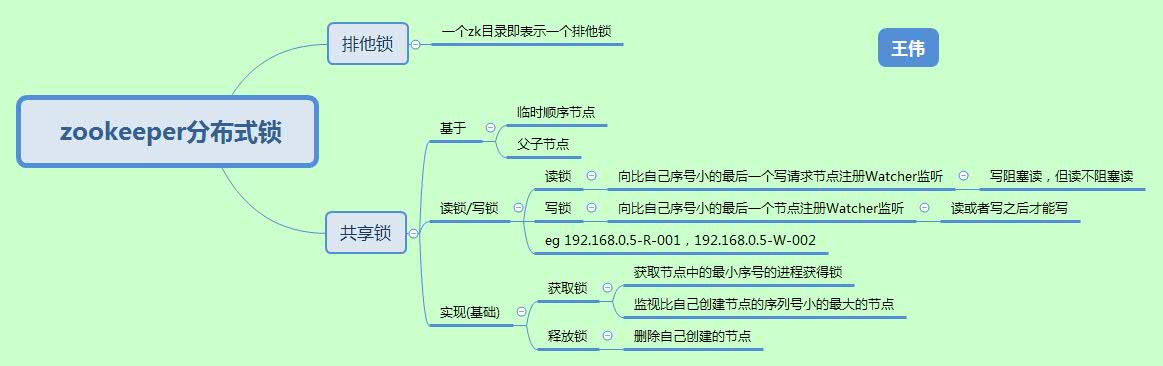 zookeeper分布式锁
排他锁
一个zk目录即表示一个排他锁
王伟
共享锁
基于
临时顺序节点
父子节点
读锁/写锁
读锁
向比自己序号小的最后一个写请求节点注册Watcher监听
写阻塞读，但读不阻塞读
写锁
向比自己序号小的最后一个节点注册Watcher监听
读或者写之后才能写
eg 192.168.0.5-R-001，192.168.0.5-W-002
实现(基础)
获取锁
获取节点中的最小序号的进程获得锁
监视比自己创建节点的序列号小的最大的节点
释放锁
删除自己创建的节点